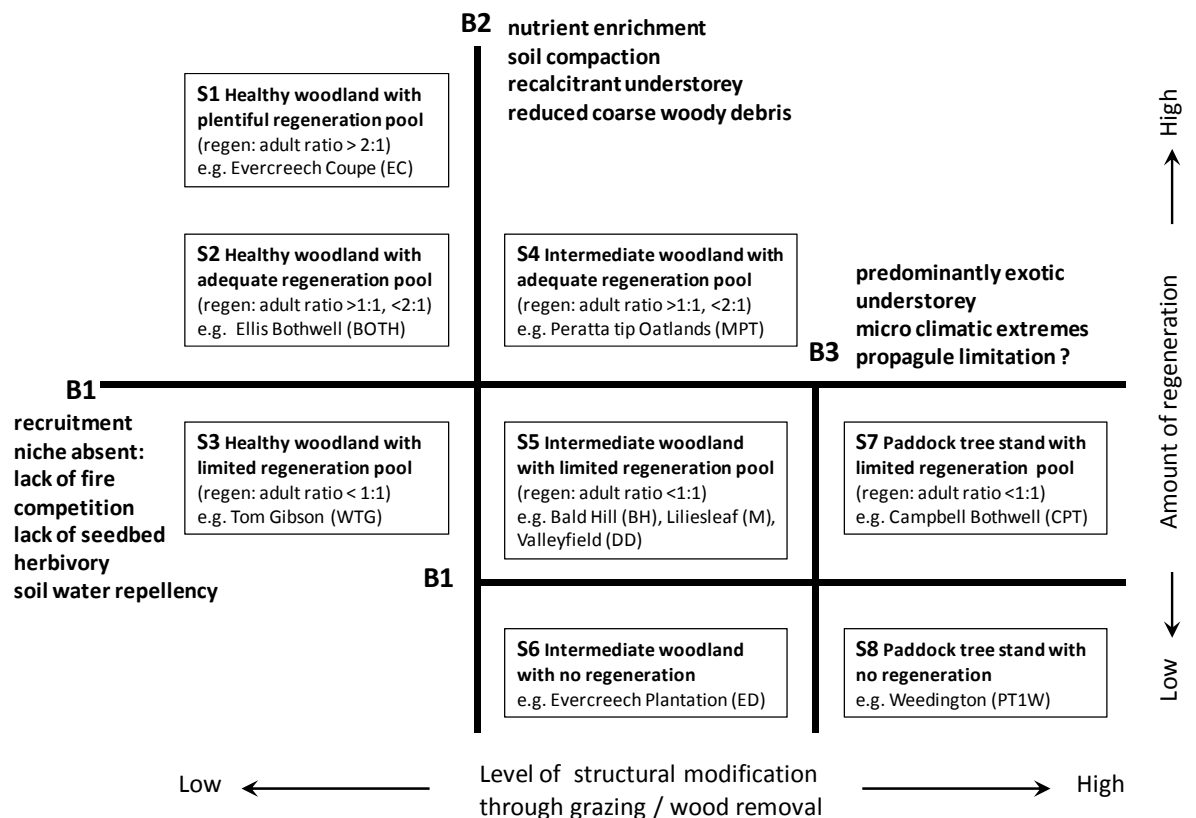 B2
nutrient enrichment
soil compaction
recalcitrant understorey
reduced coarse woody debris
S1 Healthy woodland with
plentiful regeneration pool
(regen: adult ratio > 2:1)
e.g. Evercreech Coupe (EC)
S2 Healthy woodland with
adequate regeneration pool
(regen: adult ratio >1:1, <2:1)
e.g. Ellis Bothwell (BOTH)
S4 Intermediate woodland with
adequate regeneration pool
(regen: adult ratio >1:1, <2:1)
e.g. Peratta tip Oatlands (MPT)
B3
predominantly exotic
understorey
micro climatic extremes
propagule limitation ?
B1
recruitment
niche absent:
lack of fire
competition
lack of seedbed
herbivory
soil water repellency
S3 Healthy woodland with
limited regeneration pool
(regen: adult ratio < 1:1)
e.g. Tom Gibson (WTG)
S5 Intermediate woodland
with limited regeneration pool
(regen: adult ratio <1:1)
e.g. Bald Hill (BH), Liliesleaf (M),
Valleyfield (DD)
S7 Paddock tree stand with
limited regeneration pool
(regen: adult ratio <1:1)
e.g. Campbell Bothwell (CPT)
B1
S6 Intermediate woodland
with no regeneration
e.g. Evercreech Plantation (ED)
S8 Paddock tree stand with
no regeneration
e.g. Weedington (PT1W)
High
Amount of regeneration
Low
Low
Level of structural modification
through grazing / wood removal
High